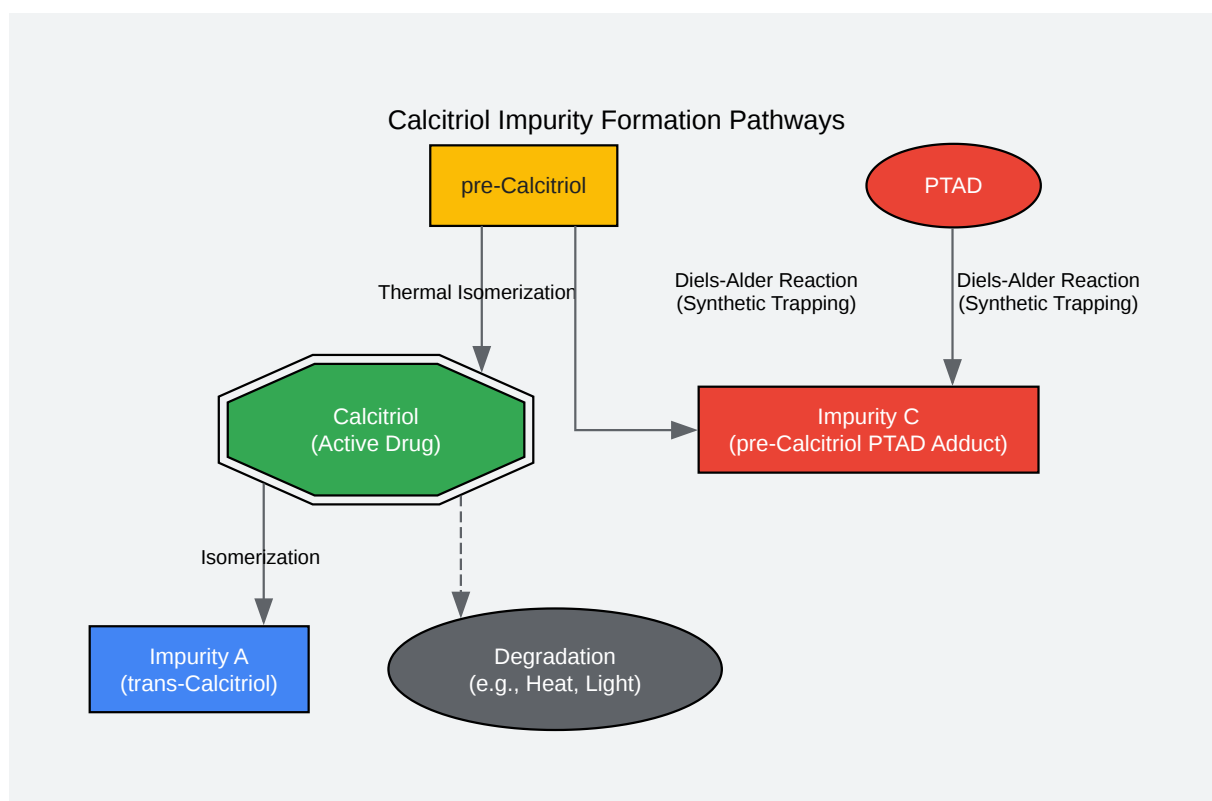 Calcitriol Impurity Formation Pathways
pre-Calcitriol
PTAD
Thermal Isomerization
Diels-Alder Reaction
(Synthetic Trapping)
Diels-Alder Reaction
(Synthetic Trapping)
Calcitriol
(Active Drug)
Impurity C
(pre-Calcitriol PTAD Adduct)
Isomerization
Impurity A
(trans-Calcitriol)
Degradation
(e.g., Heat, Light)